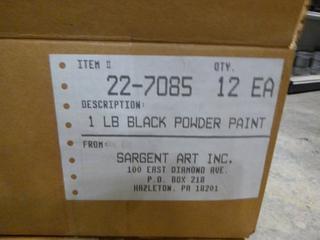 ITEM # QTY.
22-7085 12 EA
DESCRIPTION:
1 LB BLACK POWDER PAINT
FROM
SARGENT ART INC.
100 EAST DIAMOND AVE.
P.O. BOX 218
HAZLETON, PA 18201